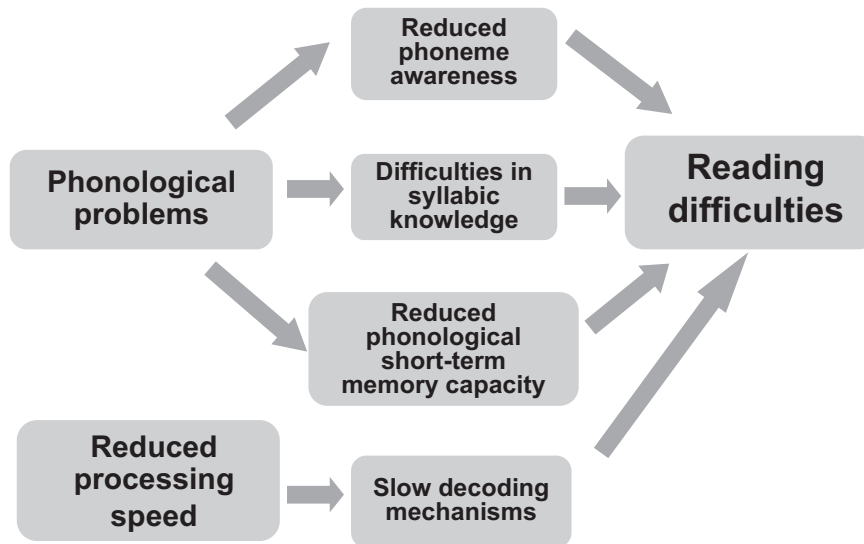 Reduced
phoneme
awareness
Phonological
problems
Difficulties in
syllabic
knowledge
Reading
difficulties
Reduced
phonological
short-term
memory capacity
Reduced
processing
speed
Slow decoding
mechanisms